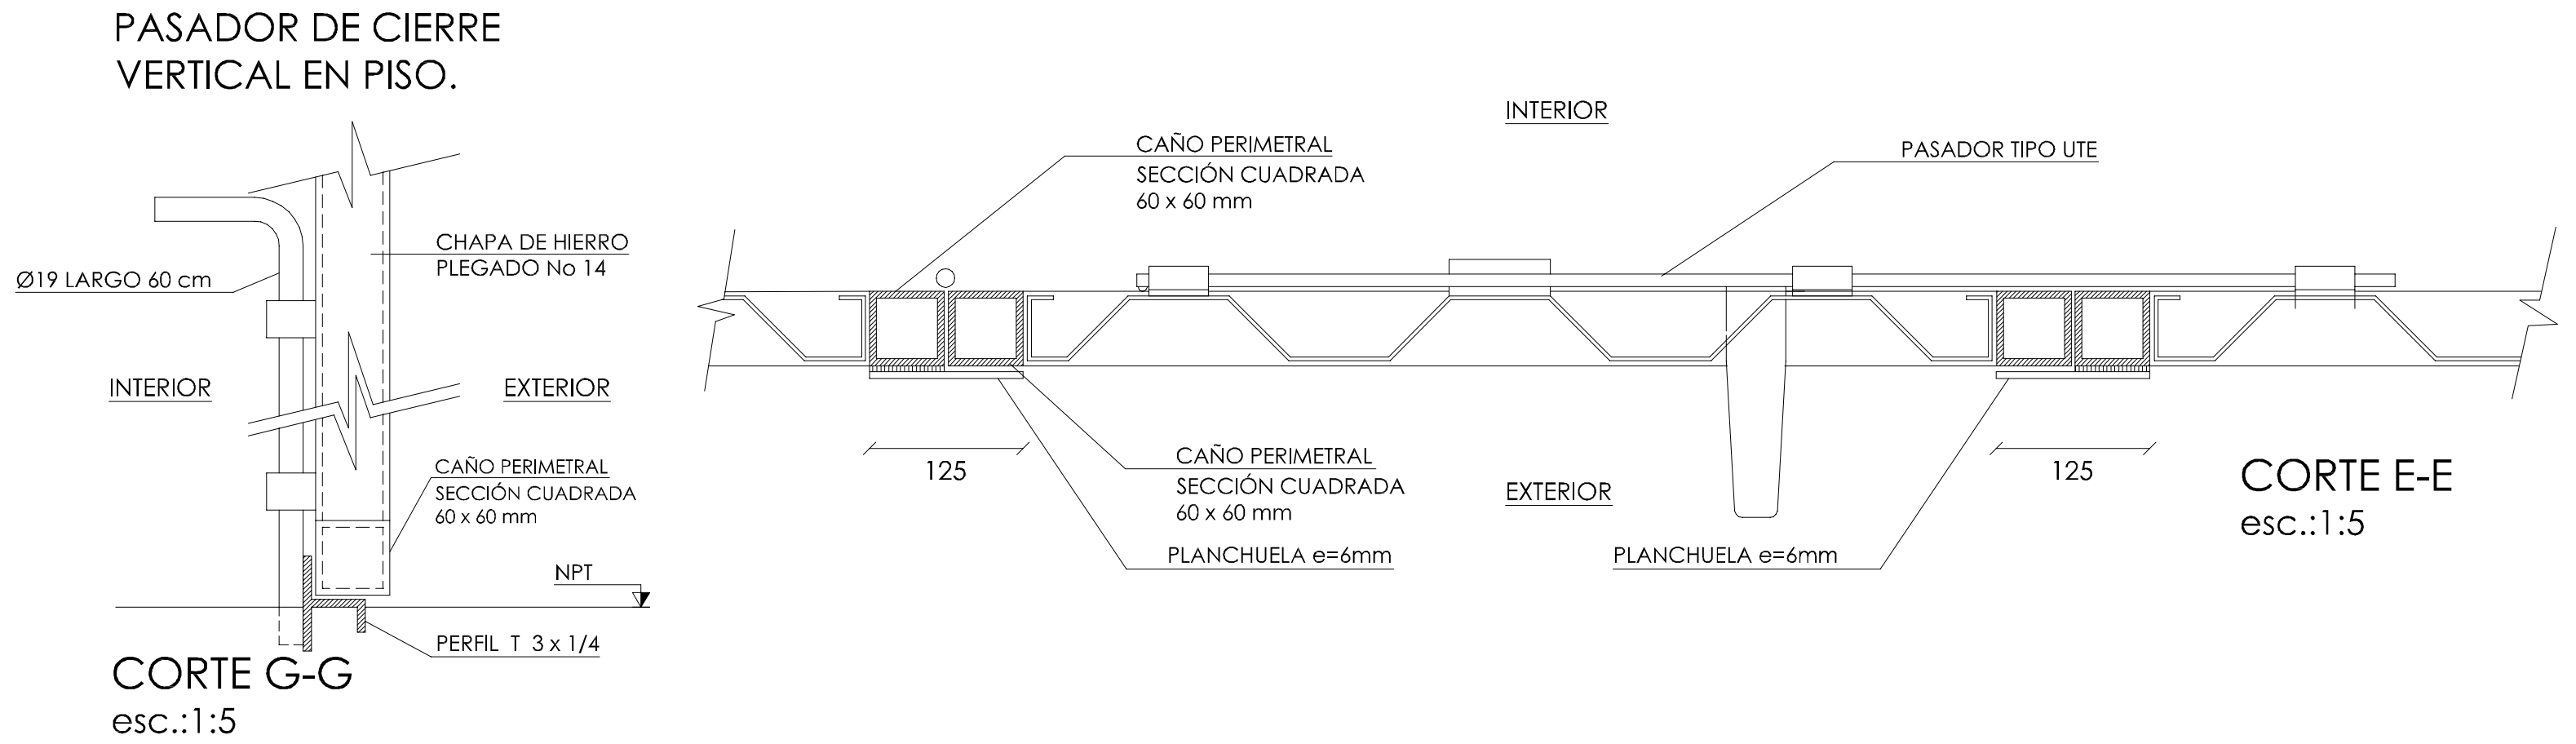 PASADOR DE CIERRE
VERTICAL EN PISO.
CHAPA DE HIERRO
PLEGADO No 14
Ø19 LARGO 60 cm
INTERIOR
EXTERIOR
CAÑO PERIMETRAL
SECCIÓN CUADRADA
60 x 60 mm
NPT
PERFIL T 3 x 1/4
CORTE G-G
esc.:1:5
INTERIOR
CAÑO PERIMETRAL
SECCIÓN CUADRADA
60 x 60 mm
PASADOR TIPO UTE
125
CAÑO PERIMETRAL
SECCIÓN CUADRADA
60 x 60 mm
EXTERIOR
125
PLANCHUELA e=6mm
PLANCHUELA e=6mm
CORTE E-E
esc.:1:5